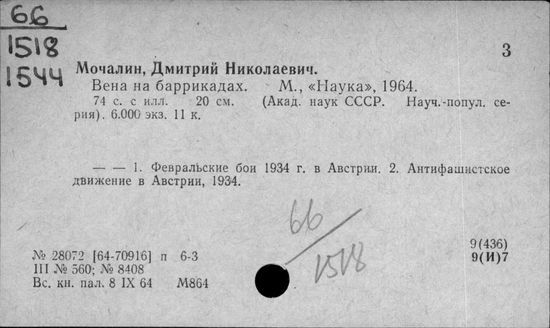 66
1518
1544
3
Мочалин, Дмитрий Николаевич.
Вена на баррикадах. М., «Наука», 1964.
74 с. с илл. 20 см. (Акад. наук СССР. Науч.-попул. се-
рия). 6.000 экз. 11 к.
— — 1. Февральские бои 1934 г. в Австрии. 2. Антифашистское
движение в Австрии, 1934.
66
1518
№ 28072 [64-70916] п 6-3
III № 560; № 8408
Вс. кн. пал. 8 IX 64 М864
9(436)
9(И)7